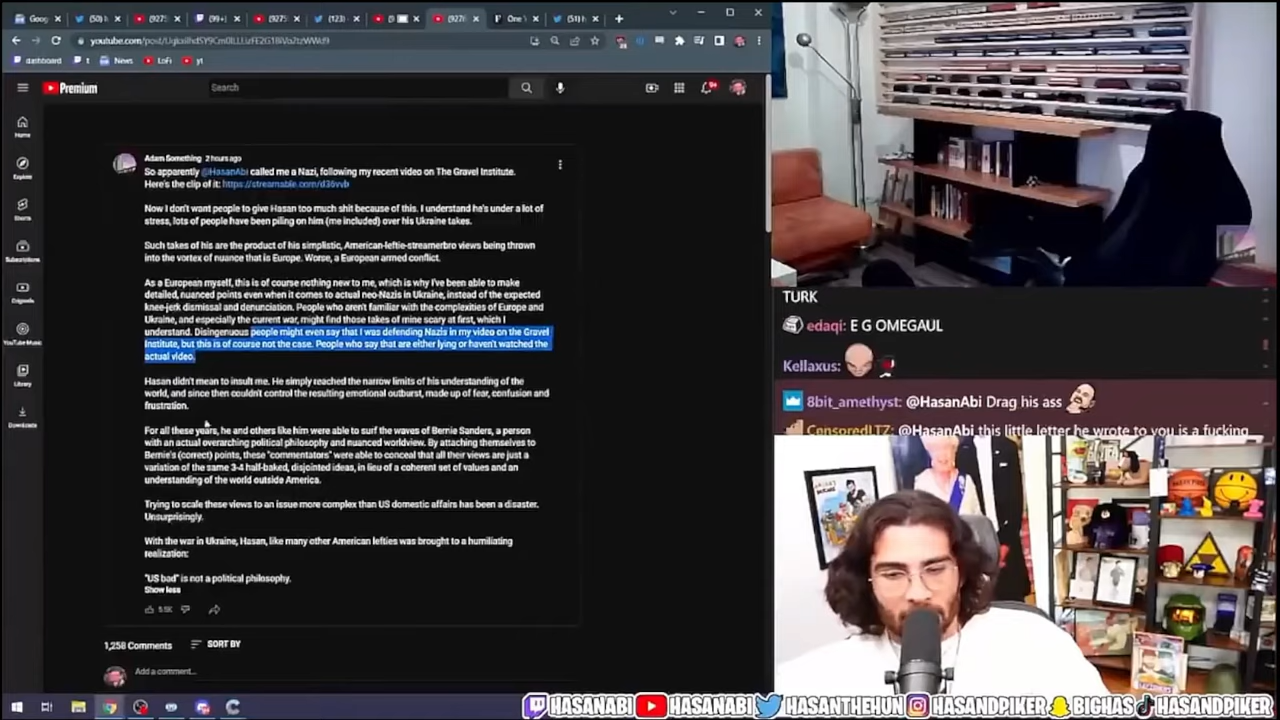 youtube.com/post/
dashboard
t
News
LoFi
yt
Premium
Search
Home
Explore
Shorts
Subscriptions
Originals
YouTube Music
Library
Downloads
Adam Something 2 hours ago
So apparently @HasanAbi called me a Nazi, following my recent video on The Gravel Institute.
Here's the clip of it: https://streamable.com/d36vvb
Now I don't want people to give Hasan too much shit because of this. I understand he's under a lot of
stress, lots of people have been piling on him (me included) over his Ukraine takes.
Such takes of his are the product of his simplistic, American-leftie-streamerbro views being thrown
into the vortex of nuance that is Europe. Worse, a European armed conflict.
As a European myself, this is of course nothing new to me, which is why I've been able to make
detailed, nuanced points even when it comes to actual neo-Nazis in Ukraine, instead of the expected
knee-jerk dismissal and denunciation. People who aren't familiar with the complexities of Europe and
Ukraine, and especially the current war, might find those takes of mine scary at first, which I
understand. Disingenuous people might even say that I was defending Nazis in my video on the Gravel
Institute, but this is of course not the case. People who say that are either lying or haven't watched the
actual video.
Hasan didn't mean to insult me. He simply reached the narrow limits of his understanding of the
world, and since then couldn't control the resulting emotional outburst, made up of fear, confusion and
frustration.
For all these years, he and others like him were able to surf the waves of Bernie Sanders, a person
with an actual overarching political philosophy and nuanced worldview. By attaching themselves to
Bernie's (correct) points, these "commentators" were able to conceal that all their views are just a
variation of the same 3-4 half-baked, disjointed ideas, in lieu of a coherent set of values and an
understanding of the world outside America.
Trying to scale these views to an issue more complex than US domestic affairs has been a disaster.
Unsurprisingly.
With the war in Ukraine, Hasan, like many other American lefties was brought to a humiliating
realization:
"US bad" is not a political philosophy.
Show less
1,258 Comments
SORT BY
Add a comment...
TURK
edaqi: E G OMEGAUL
Kellaxus:
8bit_amethyst: @HasanAbi Drag his ass
CensoredLTZ: @HasanAbi this little letter he wrote to you is a fucking
HASANABI HASANABI HASANTHEHUN HASANDPIKER BIGHAS HASANDPIKER